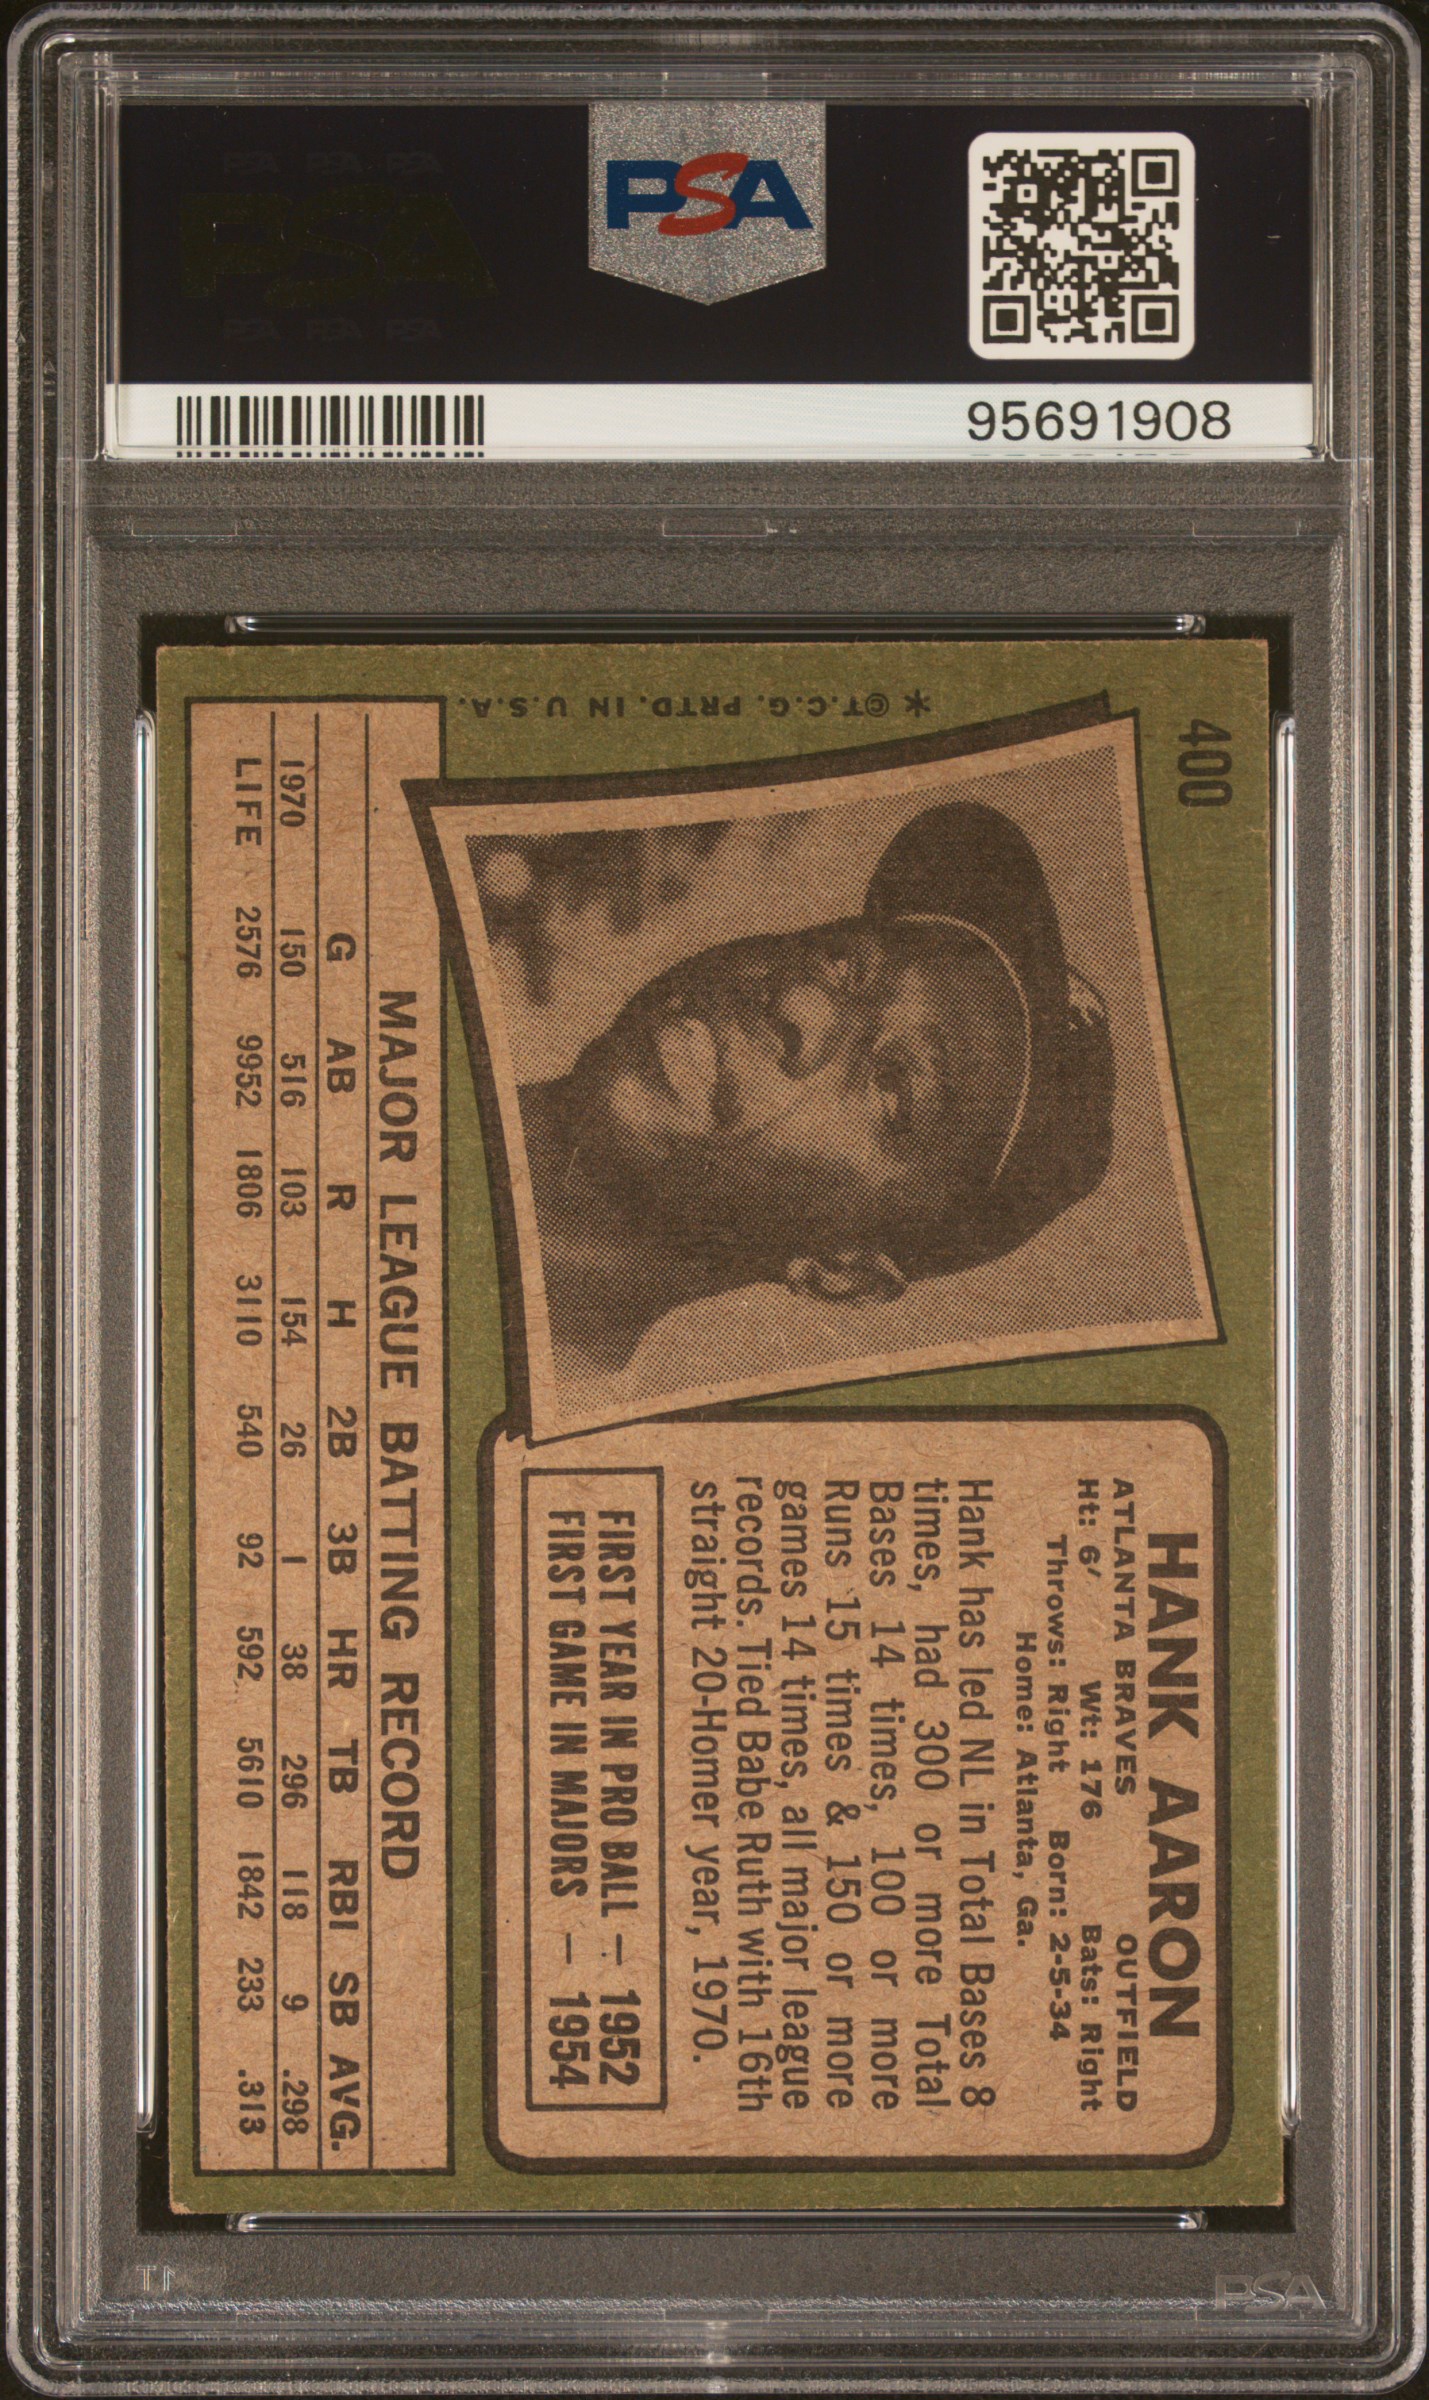 PSA
95691908
400
* © T.C.G. PRTD. IN U.S.A.
HANK AARON
ATLANTA BRAVES OUTFIELD
Ht: 6' Wt: 176 Bats: Right
Throws: Right Born: 2-5-34
Home: Atlanta, Ga.
Hank has led NL in Total Bases 8
times, had 300 or more Total
Bases 14 times, 100 or more
Runs 15 times & 150 or more
games 14 times, all major league
records. Tied Babe Ruth with 16th
straight 20-Homer year, 1970.
FIRST YEAR IN PRO BALL — 1952
FIRST GAME IN MAJORS — 1954
MAJOR LEAGUE BATTING RECORD
G AB R H 2B 3B HR TB RBI SB AVG.
1970 150 516 103 154 26 1 38 296 118 9 .298
LIFE 2576 9952 1806 3110 540 92 592 5610 1842 233 .313
PSA